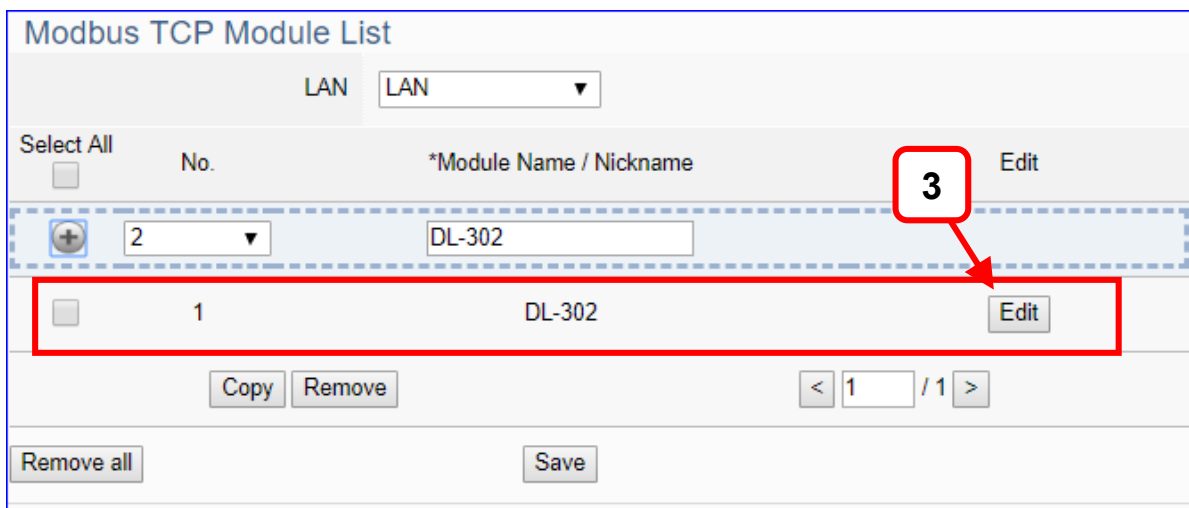 Modbus TCP Module List
LAN LAN
Select All No. *Module Name / Nickname Edit
3
2 DL-302
1 DL-302 Edit
Copy Remove < 1 / 1 >
Remove all Save